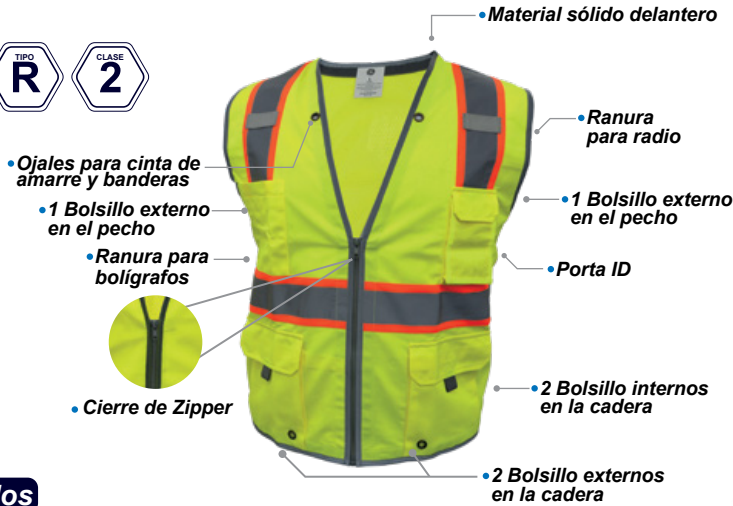 Material sólido delantero
TIPO
R
CLASE
2
Ranura
para radio
Ojales para cinta de
amarre y banderas
1 Bolsillo externo
en el pecho
1 Bolsillo externo
en el pecho
Ranura para
bolígrafos
Porta ID
2 Bolsillo internos
en la cadera
Cierre de Zipper
2 Bolsillo externos
en la cadera